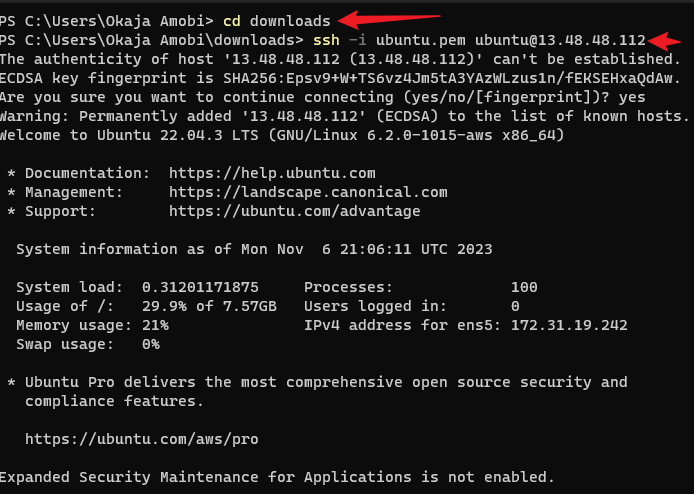 PS C:\Users\Okaja Amobi> cd downloads
PS C:\Users\Okaja Amobi\downloads> ssh -i ubuntu.pem ubuntu@13.48.48.112
The authenticity of host '13.48.48.112 (13.48.48.112)' can't be established.
ECDSA key fingerprint is SHA256:Epsv9+W+TS6vz4Jm5tA3YAzWLzus1n/fEKSEHxaQdAw.
Are you sure you want to continue connecting (yes/no/[fingerprint])? yes
Warning: Permanently added '13.48.48.112' (ECDSA) to the list of known hosts.
Welcome to Ubuntu 22.04.3 LTS (GNU/Linux 6.2.0-1015-aws x86_64)

 * Documentation:  https://help.ubuntu.com
 * Management:     https://landscape.canonical.com
 * Support:        https://ubuntu.com/advantage

  System information as of Mon Nov  6 21:06:11 UTC 2023

  System load:  0.31201171875     Processes:             100
  Usage of /:   29.9% of 7.57GB   Users logged in:       0
  Memory usage: 21%               IPv4 address for ens5: 172.31.19.242
  Swap usage:   0%

 * Ubuntu Pro delivers the most comprehensive open source security and
   compliance features.

   https://ubuntu.com/aws/pro

Expanded Security Maintenance for Applications is not enabled.